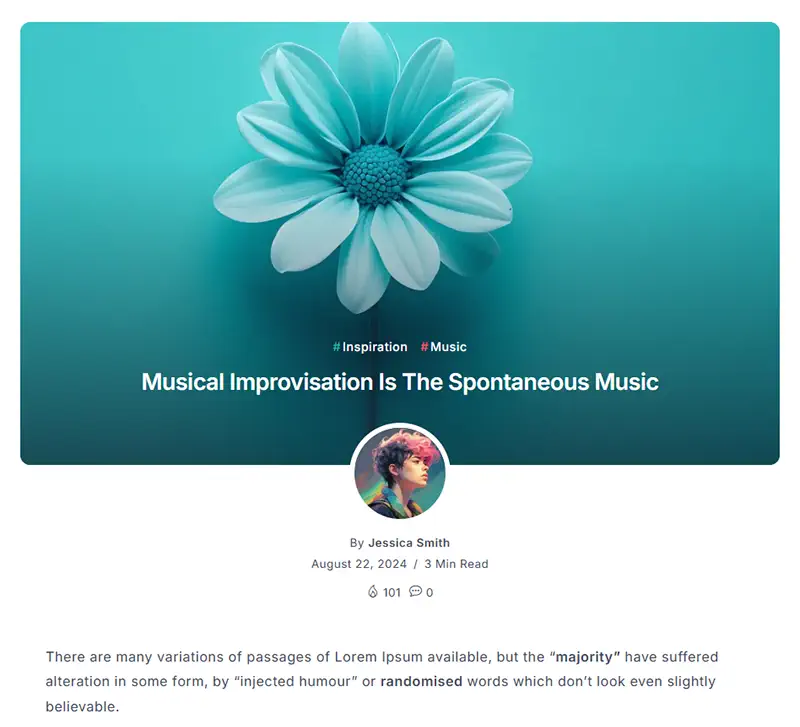 #Inspiration #Music
Musical Improvisation Is The Spontaneous Music
By Jessica Smith
August 22, 2024 / 3 Min Read
101 0
There are many variations of passages of Lorem Ipsum available, but the “majority” have suffered
alteration in some form, by “injected humour” or randomised words which don’t look even slightly
believable.